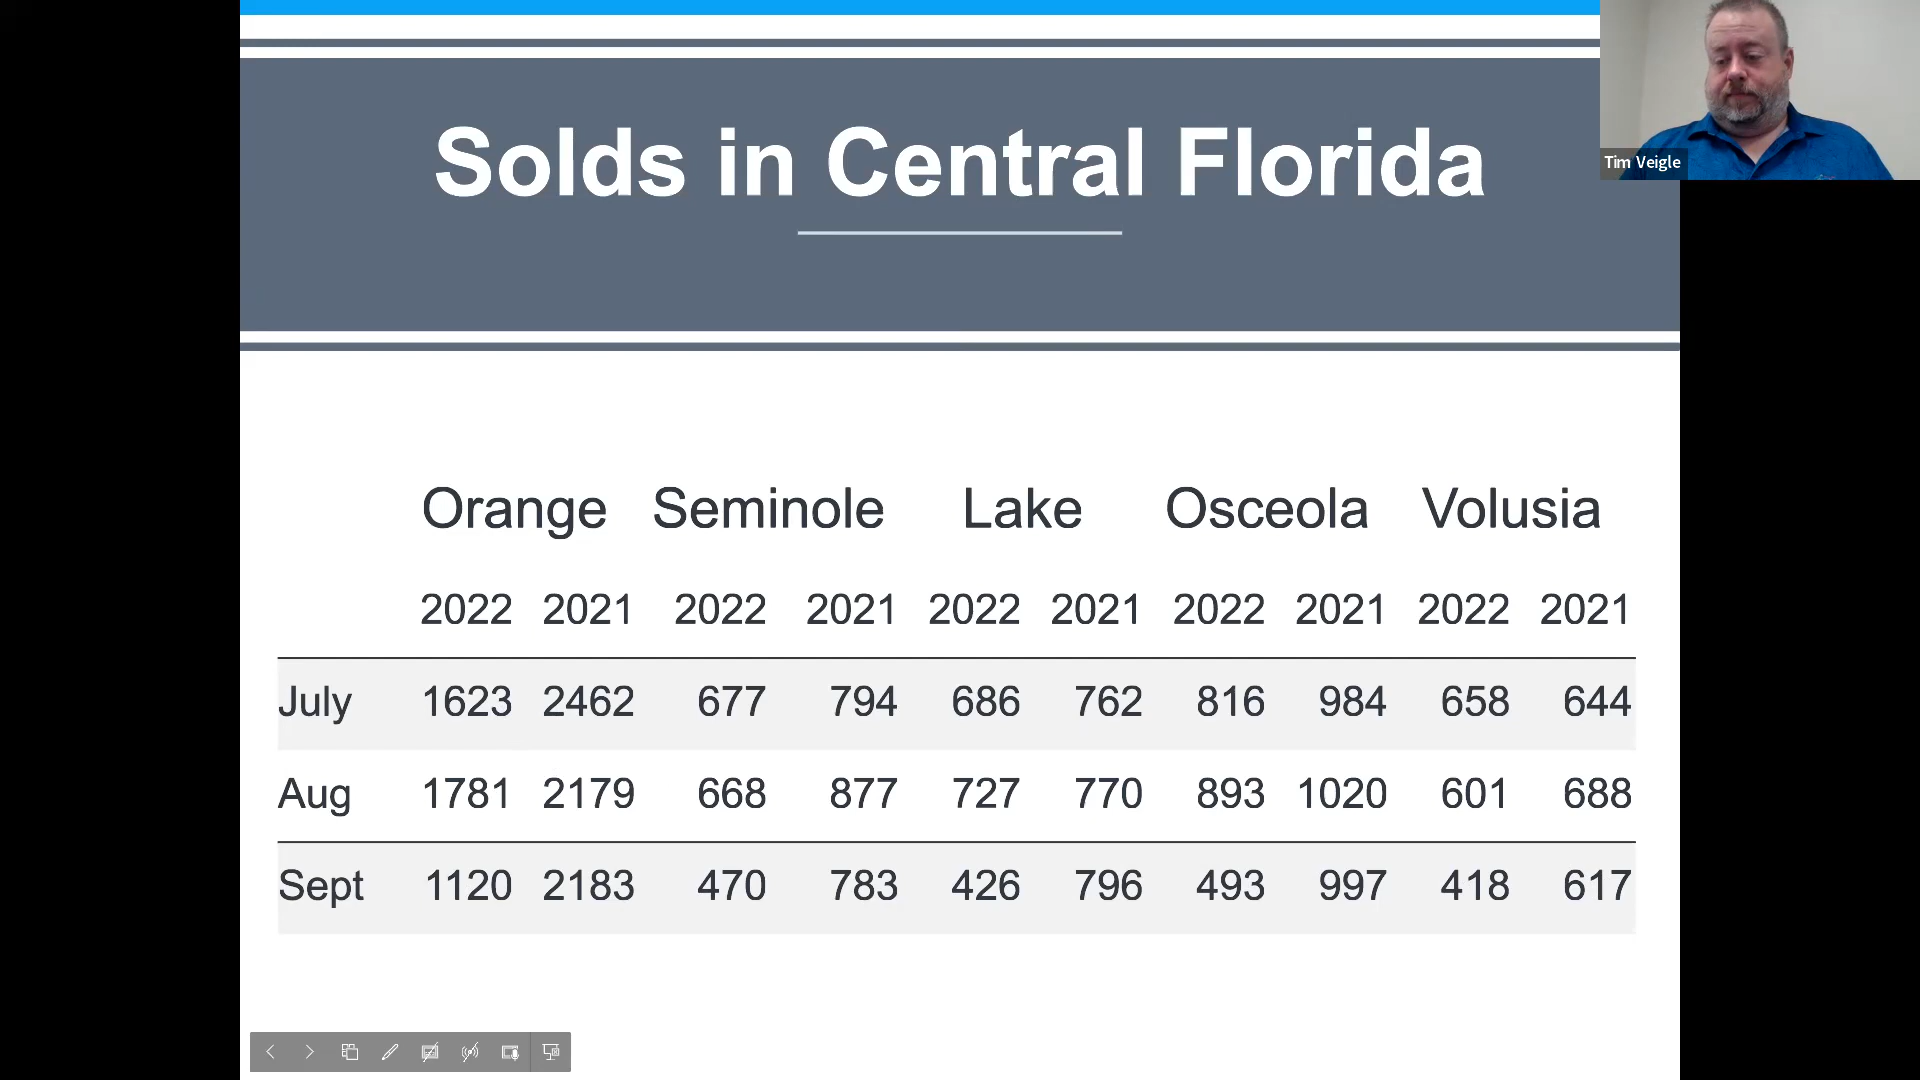 Solds in Central Florida
Tim Veigle
Orange Seminole Lake Osceola Volusia
2022 2021 2022 2021 2022 2021 2022 2021 2022 2021
July 1623 2462 677 794 686 762 816 984 658 644
Aug 1781 2179 668 877 727 770 893 1020 601 688
Sept 1120 2183 470 783 426 796 493 997 418 617